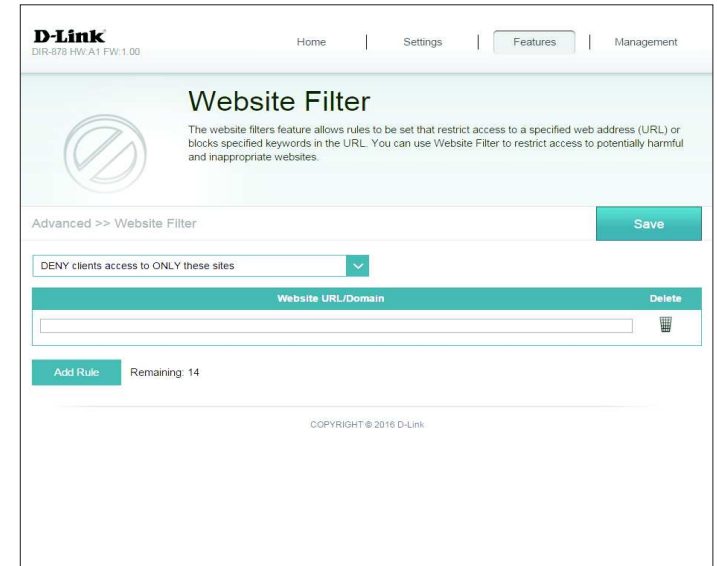 D-Link
DIR-878 HW:A1 FW:1.00
Home | Settings | Features | Management
Website Filter
The website filters feature allows rules to be set that restrict access to a specified web address (URL) or
blocks specified keywords in the URL. You can use Website Filter to restrict access to potentially harmful
and inappropriate websites.
Advanced >> Website Filter
Save
DENY clients access to ONLY these sites
Website URL/Domain Delete
Add Rule Remaining: 14
COPYRIGHT © 2016 D-Link